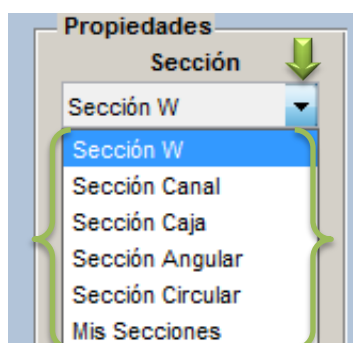 Propiedades
Sección
Sección W
Sección W
Sección Canal
Sección Caja
Sección Angular
Sección Circular
Mis Secciones